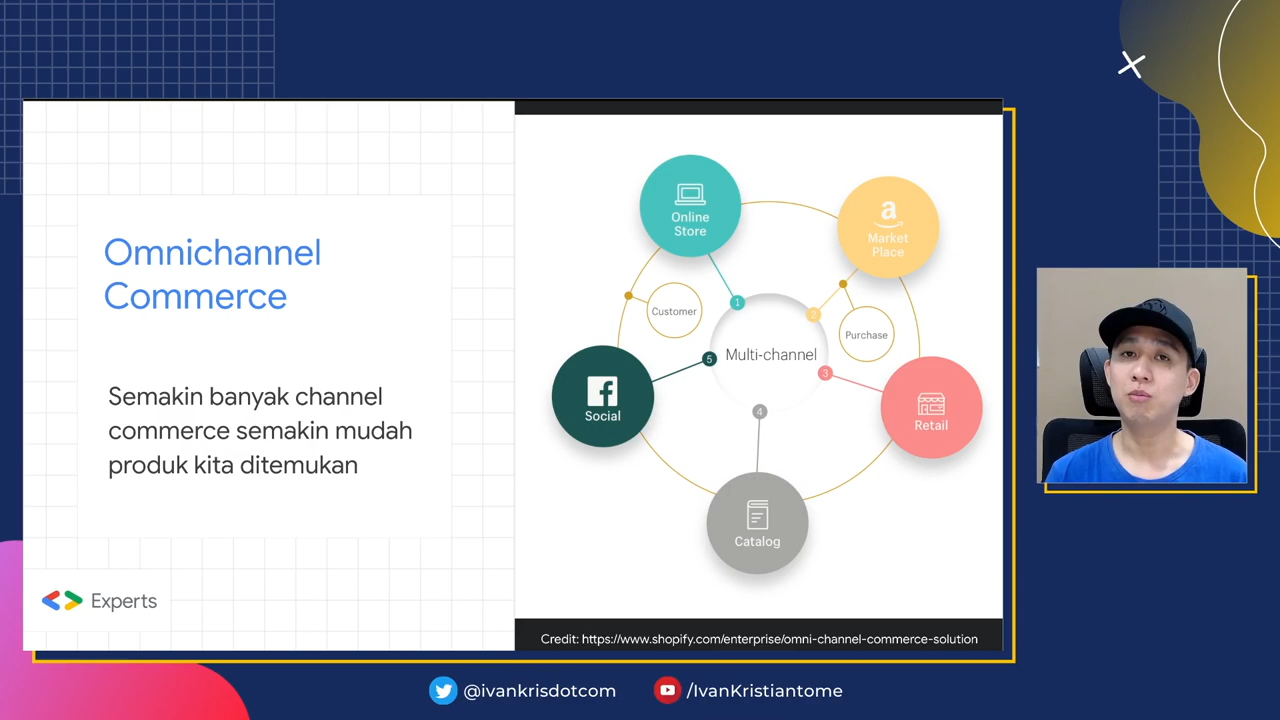 Omnichannel
Commerce
Semakin banyak channel
commerce semakin mudah
produk kita ditemukan
Experts
Online
Store
a
Market
Place
Customer
Purchase
1
2
Multi-channel
5
3
4
Social
Retail
Catalog
Credit: https://www.shopify.com/enterprise/omni-channel-commerce-solution
@ivankrisdotcom
/IvanKristiantome